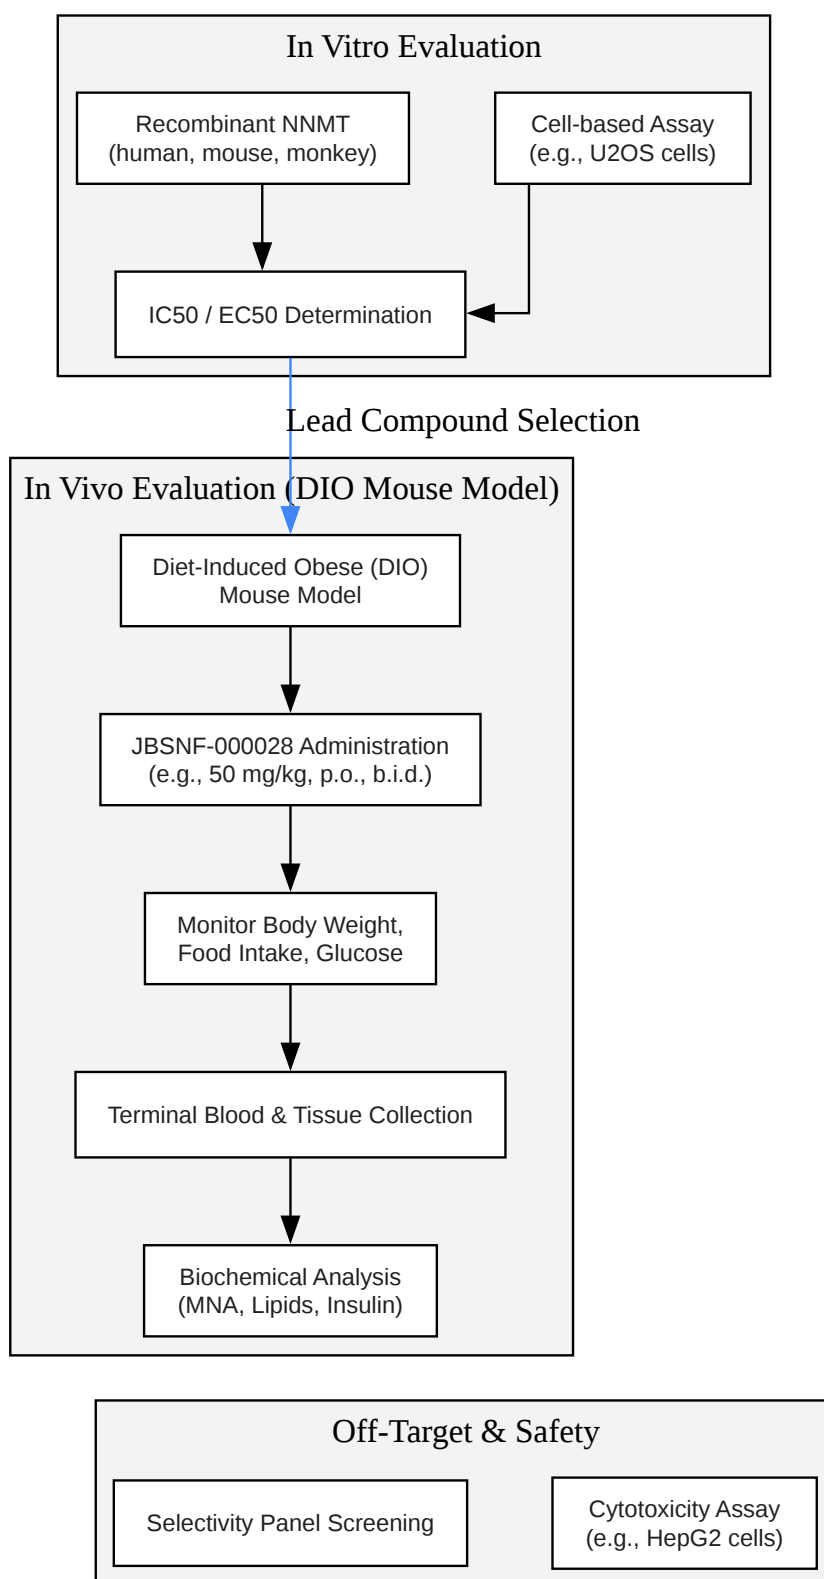 In Vitro Evaluation
Recombinant NNMT
(human, mouse, monkey)
Cell-based Assay
(e.g., U2OS cells)
IC50 / EC50 Determination
Lead Compound Selection
In Vivo Evaluation (DIO Mouse Model)
Diet-Induced Obese (DIO)
Mouse Model
JBSNF-000028 Administration
(e.g., 50 mg/kg, p.o., b.i.d.)
Monitor Body Weight,
Food Intake, Glucose
Terminal Blood & Tissue Collection
Biochemical Analysis
(MNA, Lipids, Insulin)
Off-Target & Safety
Selectivity Panel Screening
Cytotoxicity Assay
(e.g., HepG2 cells)